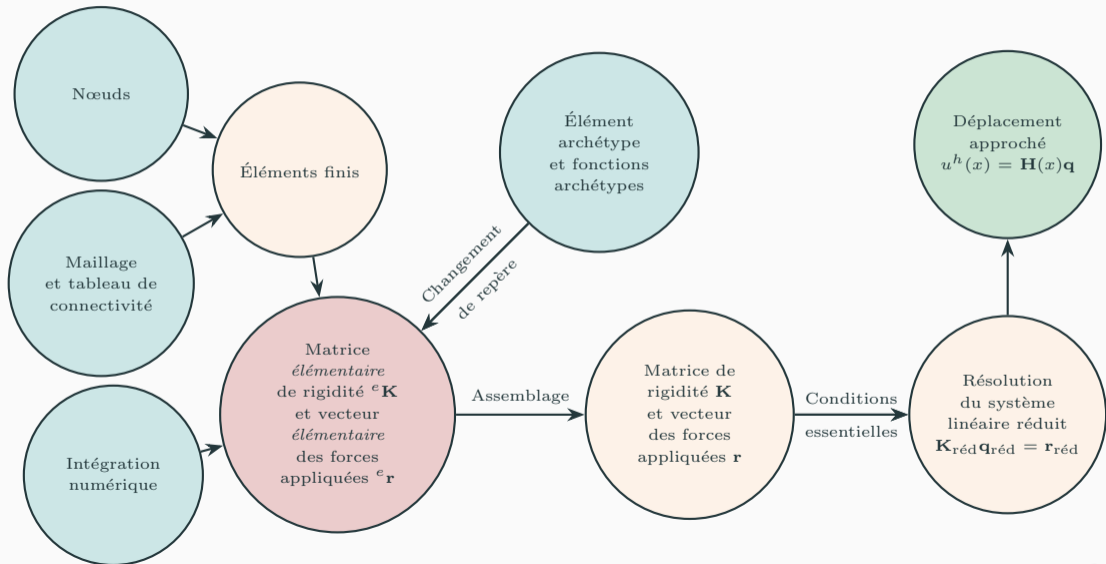 Nœuds
Éléments finis
Élément
archétype
et fonctions
archétypes
Déplacement
approché
u^h(x) = H(x)q
Maillage
et tableau de
connectivité
Changement
de repère
Matrice
élémentaire
de rigidité ^eK
et vecteur
élémentaire
des forces
appliquées ^er
Assemblage
Matrice de
rigidité K
et vecteur
des forces
appliquées r
Conditions
essentielles
Résolution
du système
linéaire réduit
K_réd q_réd = r_réd
Intégration
numérique